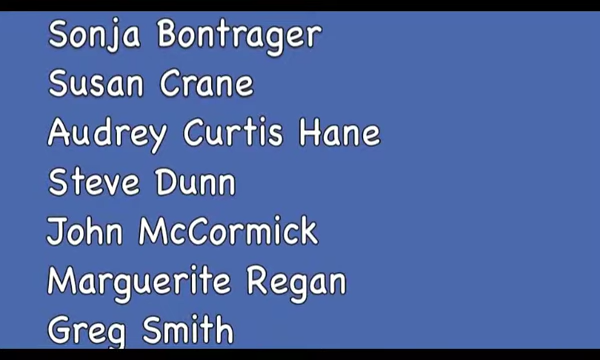 Sonja Bontrager
Susan Crane
Audrey Curtis Hane
Steve Dunn
John McCormick
Marguerite Regan
Greg Smith